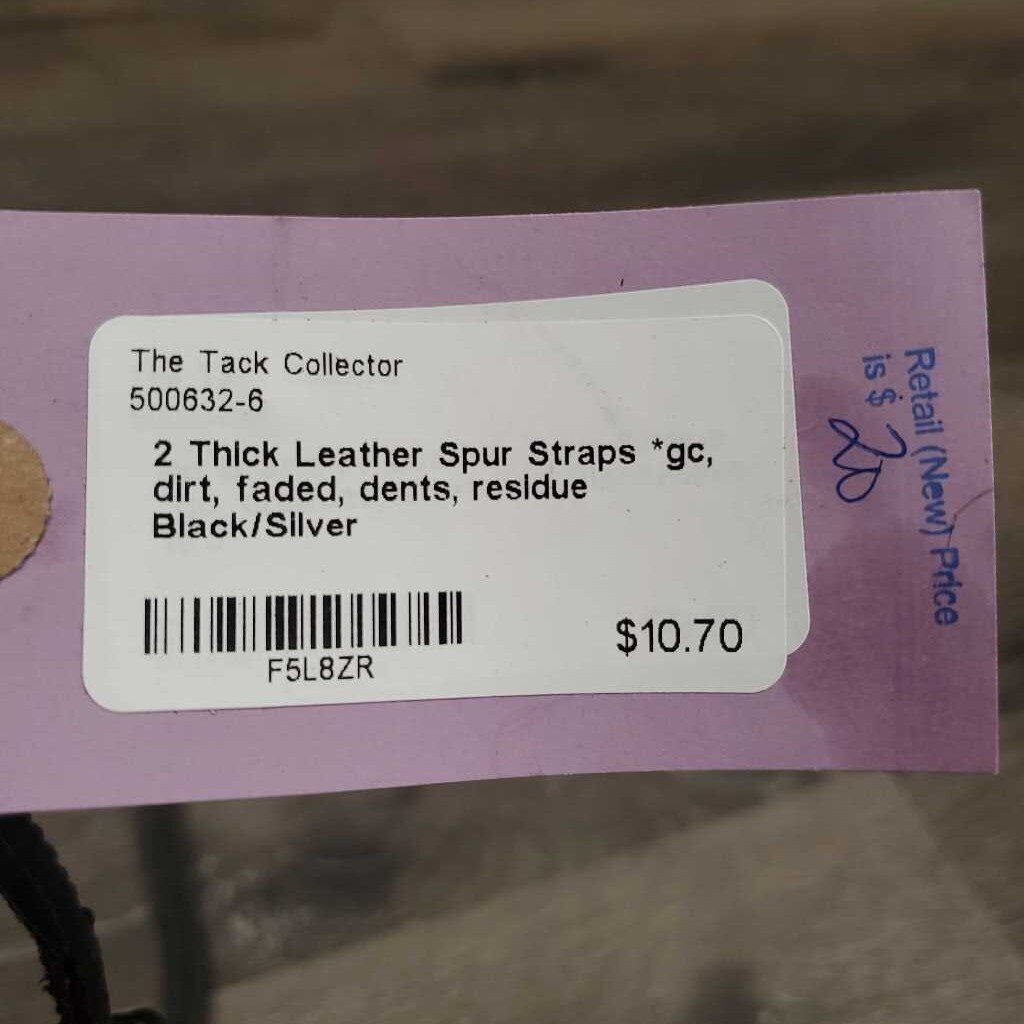 The Tack Collector
500632-6
2 Thick Leather Spur Straps *gc,
dirt, faded, dents, residue
Black/Silver
F5L8ZR
$10.70
Retail (New) Price
is $ 20